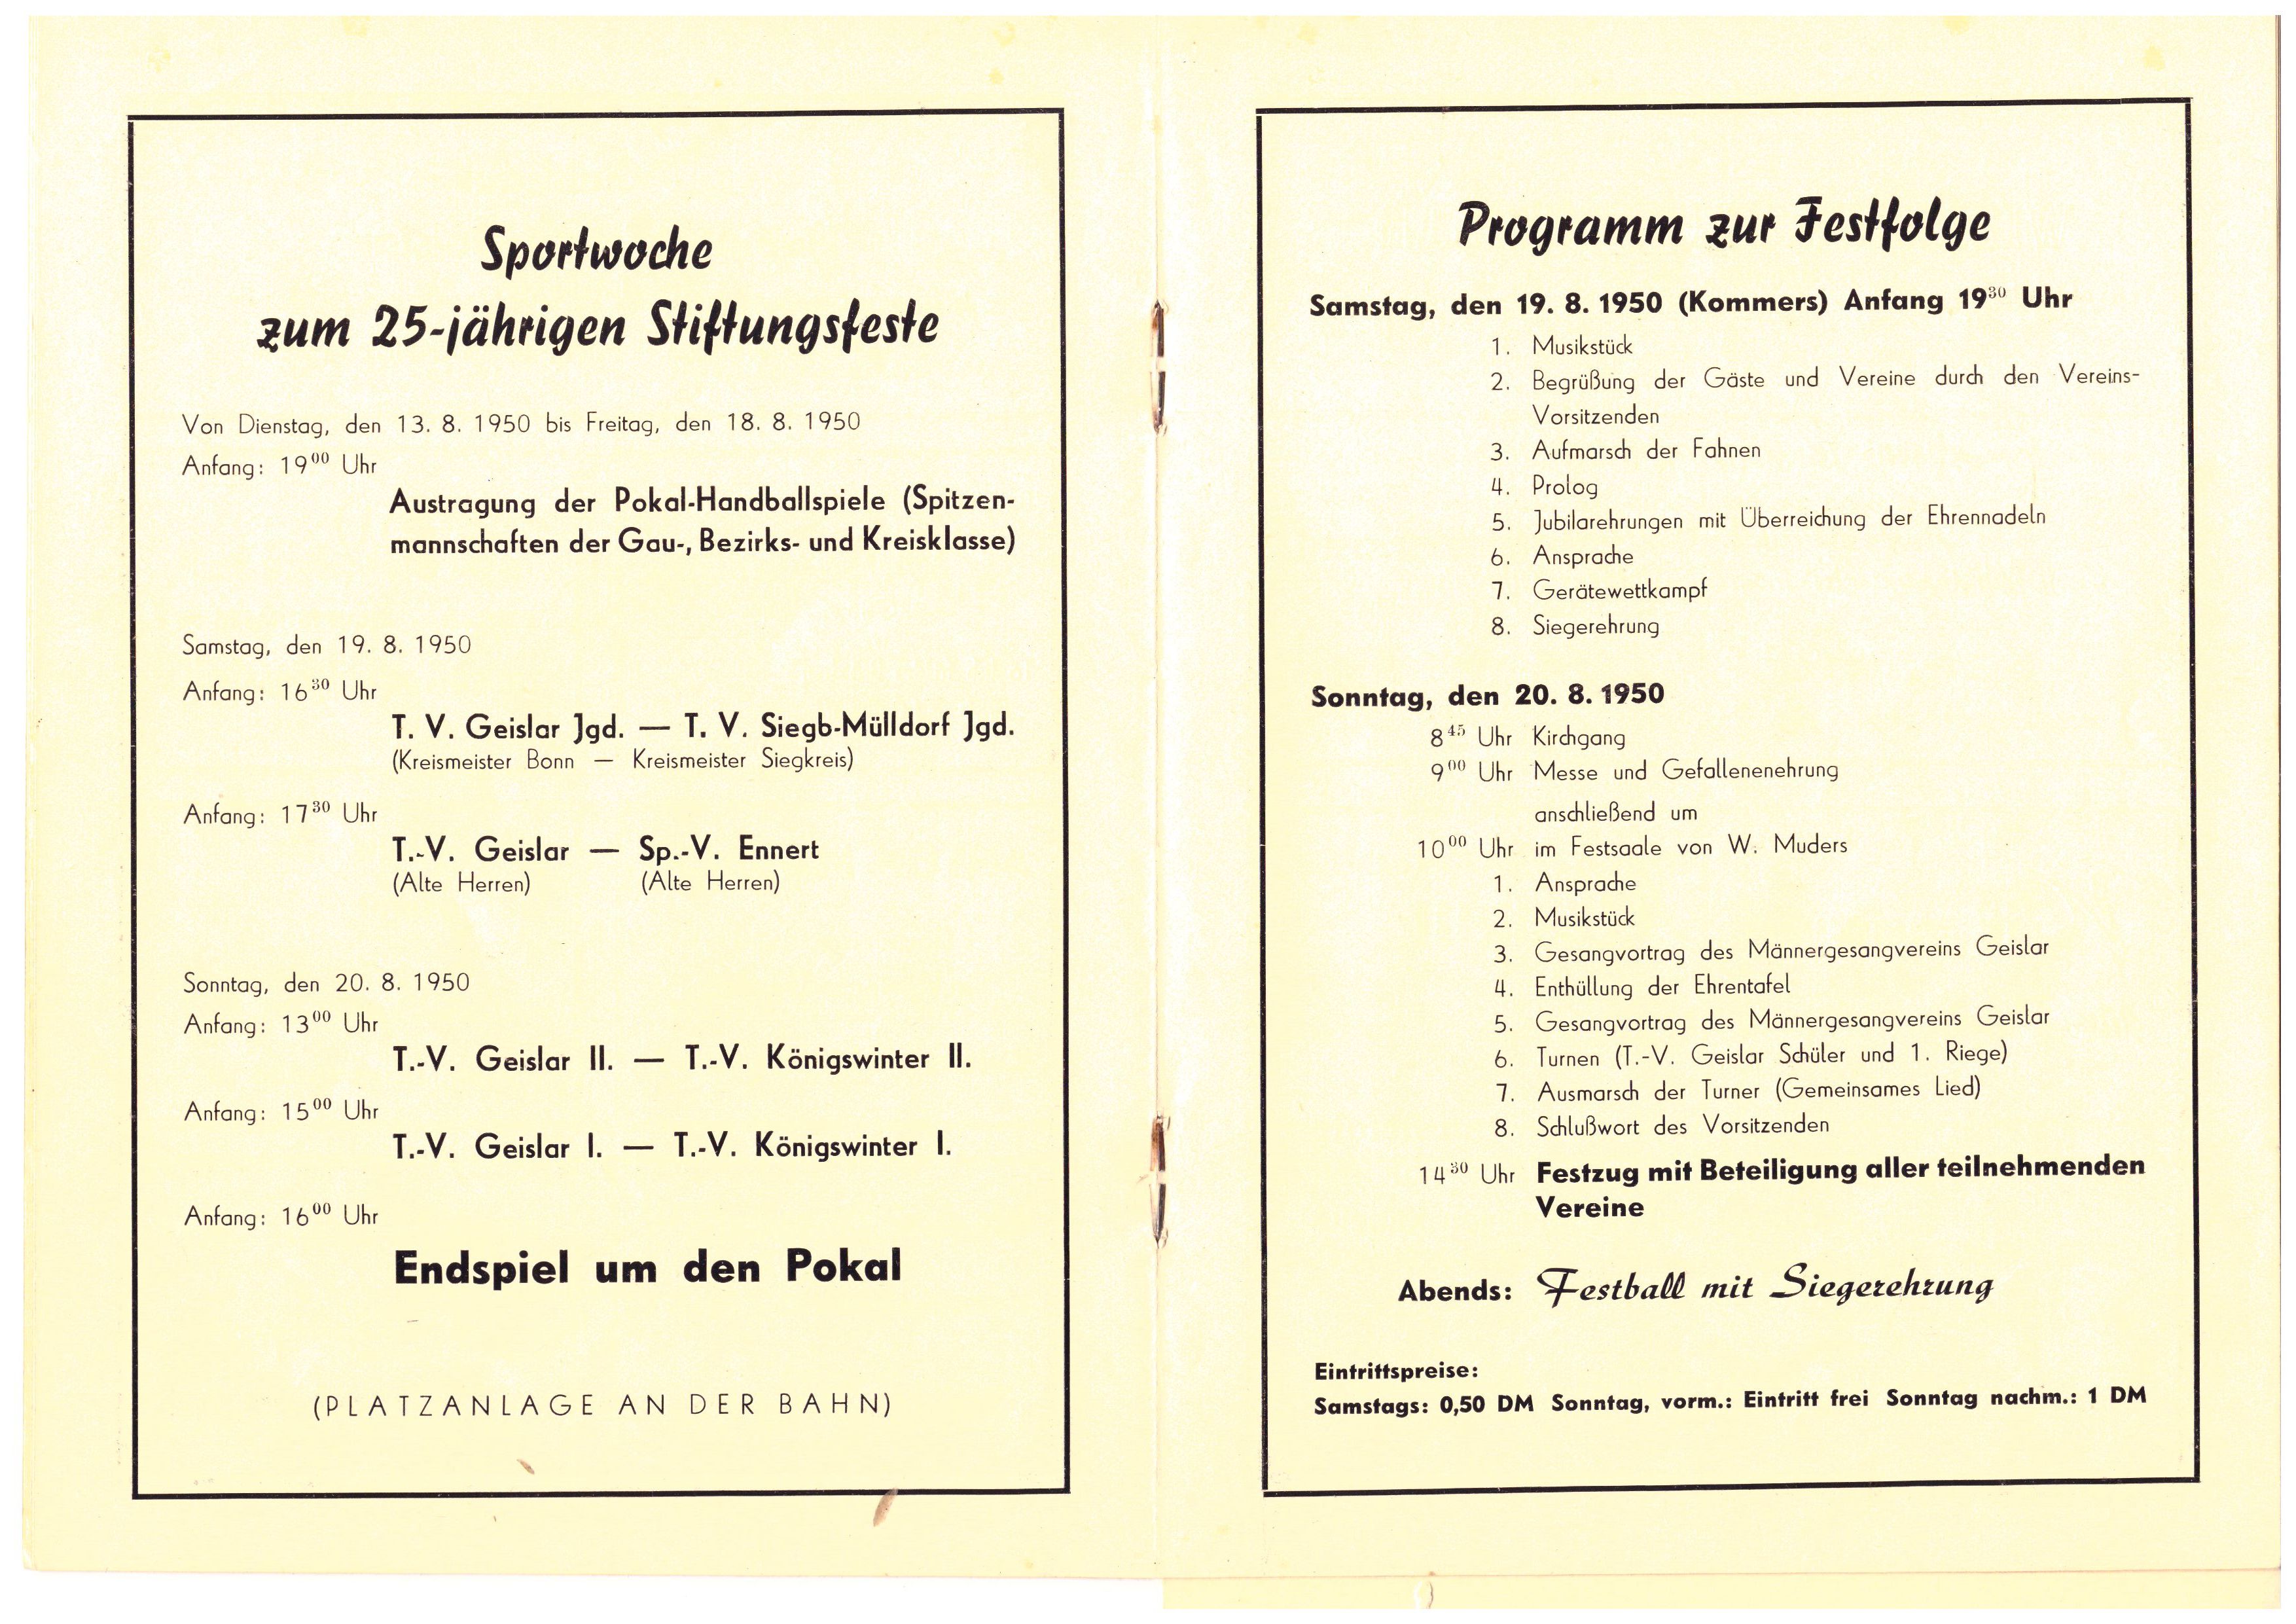 Sportwoche
zum 25-jährigen Stiftungsfeste
Von Dienstag, den 13. 8. 1950 bis Freitag, den 18. 8. 1950
Anfang: 19⁰⁰ Uhr
Austragung der Pokal-Handballspiele (Spitzen-
mannschaften der Gau-, Bezirks- und Kreisklasse)
Samstag, den 19. 8. 1950
Anfang: 16³⁰ Uhr
T. V. Geislar Jgd. — T. V. Siegb-Mülldorf Jgd.
(Kreismeister Bonn — Kreismeister Siegkreis)
Anfang: 17³⁰ Uhr
T.-V. Geislar — Sp.-V. Ennert
(Alte Herren) (Alte Herren)
Sonntag, den 20. 8. 1950
Anfang: 13⁰⁰ Uhr
T.-V. Geislar II. — T.-V. Königswinter II.
Anfang: 15⁰⁰ Uhr
T.-V. Geislar I. — T.-V. Königswinter I.
Anfang: 16⁰⁰ Uhr
Endspiel um den Pokal
(PLATZANLAGE AN DER BAHN)
Programm zur Festfolge
Samstag, den 19. 8. 1950 (Kommers) Anfang 19³⁰ Uhr
1. Musikstück
2. Begrüßung der Gäste und Vereine durch den Vereins-
Vorsitzenden
3. Aufmarsch der Fahnen
4. Prolog
5. Jubilarehrungen mit Überreichung der Ehrennadeln
6. Ansprache
7. Gerätewettkampf
8. Siegerehrung
Sonntag, den 20. 8. 1950
8⁴⁵ Uhr Kirchgang
9⁰⁰ Uhr Messe und Gefallenenehrung
anschließend um
10⁰⁰ Uhr im Festsaale von W. Muders
1. Ansprache
2. Musikstück
3. Gesangvortrag des Männergesangvereins Geislar
4. Enthüllung der Ehrentafel
5. Gesangvortrag des Männergesangvereins Geislar
6. Turnen (T.-V. Geislar Schüler und 1. Riege)
7. Ausmarsch der Turner (Gemeinsames Lied)
8. Schlußwort des Vorsitzenden
14³⁰ Uhr Festzug mit Beteiligung aller teilnehmenden
Vereine
Abends: Festball mit Siegerehrung
Eintrittspreise:
Samstags: 0,50 DM Sonntag, vorm.: Eintritt frei Sonntag nachm.: 1 DM